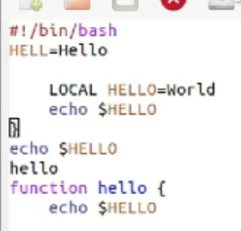 #!/bin/bash
HELL=Hello
LOCAL HELLO=World
echo $HELLO
}
echo $HELLO
hello
function hello {
echo $HELLO